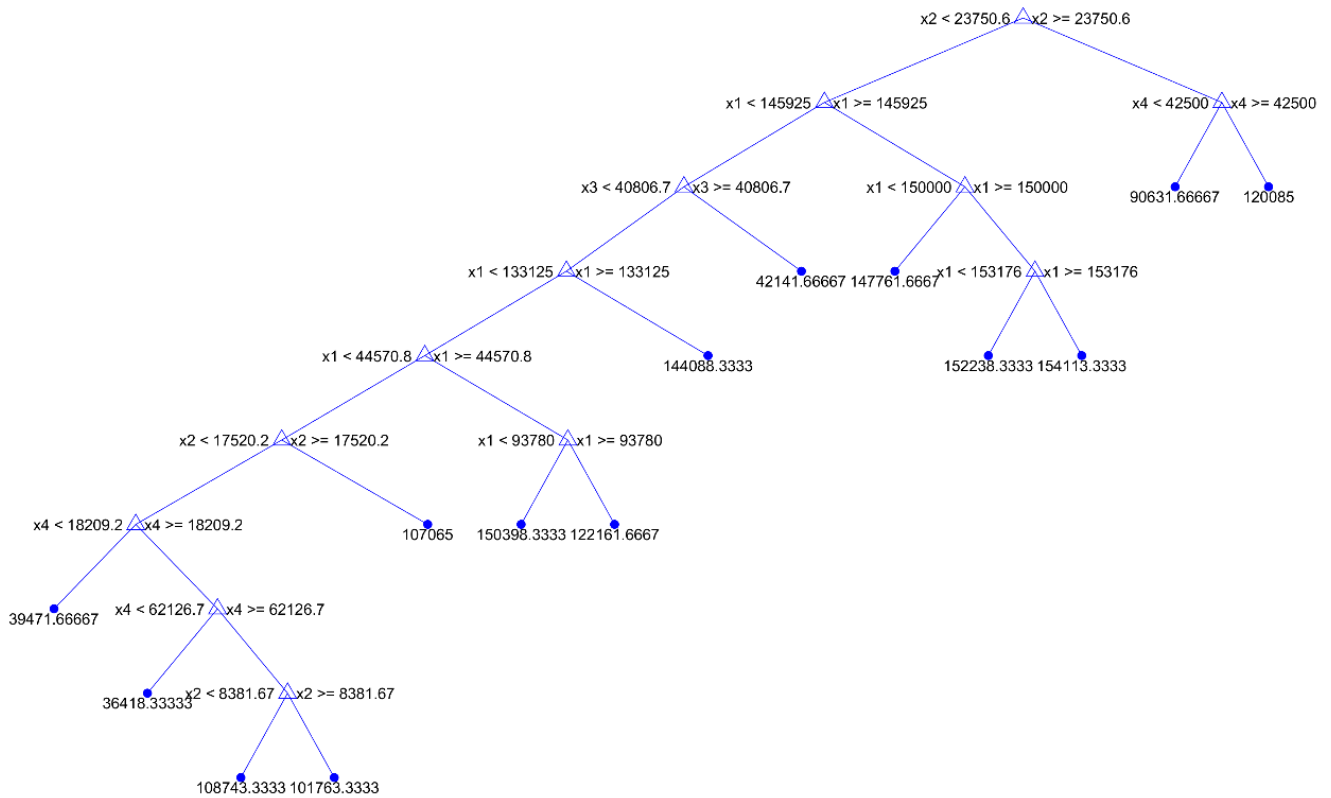 x2 < 23750.6 x2 >= 23750.6
x1 < 145925 x1 >= 145925 x4 < 42500 x4 >= 42500
x3 < 40806.7 x3 >= 40806.7 x1 < 150000 x1 >= 150000 90631.66667 120085
x1 < 133125 x1 >= 133125 42141.66667 147761.6667 x1 < 153176 x1 >= 153176
x1 < 44570.8 x1 >= 44570.8 144088.3333 152238.3333 154113.3333
x2 < 17520.2 x2 >= 17520.2 x1 < 93780 x1 >= 93780
x4 < 18209.2 x4 >= 18209.2 107065 150398.3333 122161.6667
39471.66667 x4 < 62126.7 x4 >= 62126.7
36418.33333 x2 < 8381.67 x2 >= 8381.67
108743.3333 101763.3333